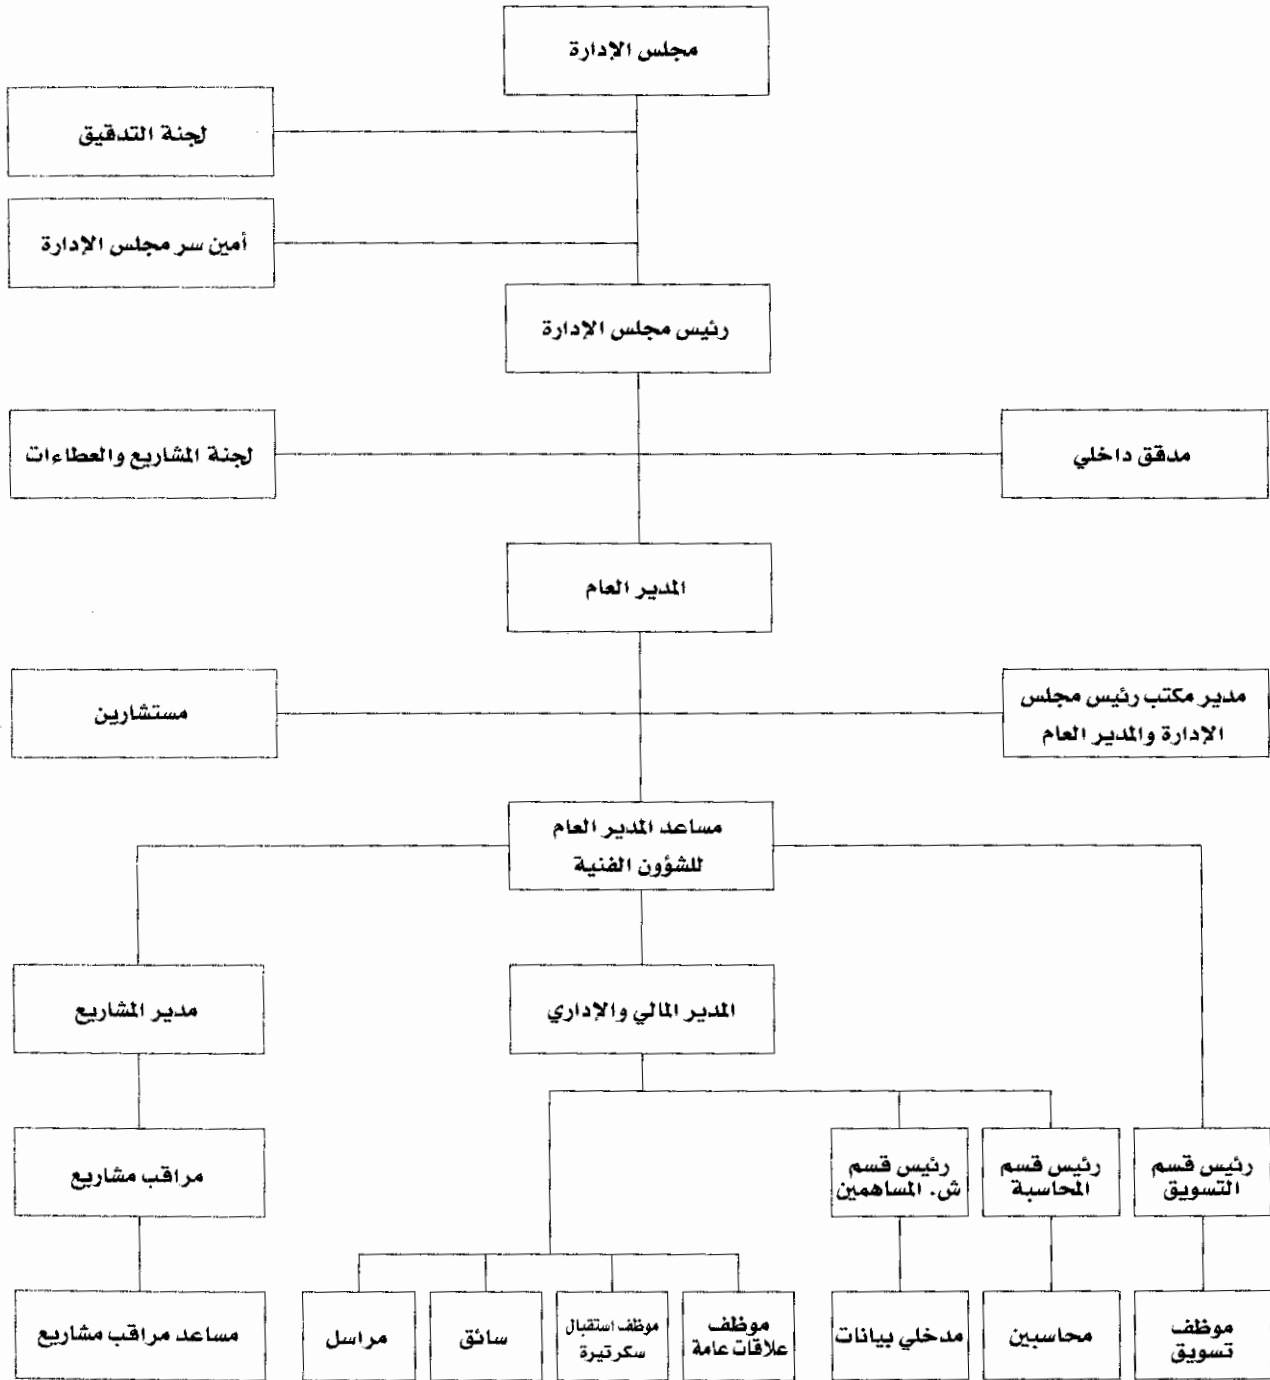 مجلس الإدارة
لجنة التدقيق
أمين سر مجلس الإدارة
رئيس مجلس الإدارة
مدقق داخلي
لجنة المشاريع والعطاءات
المدير العام
مدير مكتب رئيس مجلس
الإدارة والمدير العام
مستشارين
مساعد المدير العام
للشؤون الفنية
المدير المالي والإداري
مدير المشاريع
رئيس قسم
التسويق
رئيس قسم
المحاسبة
رئيس قسم
ش. المساهمين
مراقب مشاريع
موظف
تسويق
محاسبين
مدخلي بيانات
موظف
علاقات عامة
موظف استقبال
سكرتيرة
سائق
مراسل
مساعد مراقب مشاريع